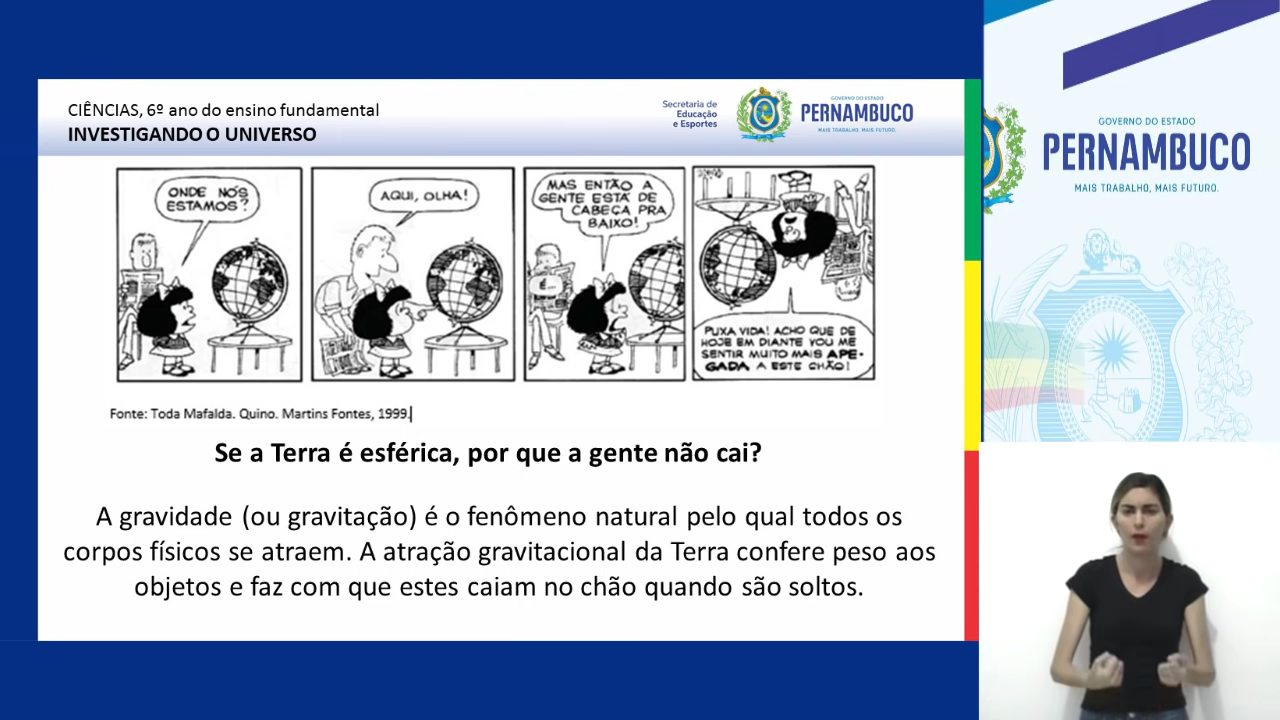 CIÊNCIAS, 6º ano do ensino fundamental
INVESTIGANDO O UNIVERSO
Secretaria de
Educação
e Esportes
GOVERNO DO ESTADO
PERNAMBUCO
MAIS TRABALHO, MAIS FUTURO.
GOVERNO DO ESTADO
PERNAMBUCO
MAIS TRABALHO, MAIS FUTURO.
ONDE NÓS
ESTAMOS?
AQUI, OLHA!
MAS ENTÃO A
GENTE ESTÁ DE
CABEÇA PRA
BAIXO!
É...
PUXA VIDA! ACHO QUE DE
HOJE EM DIANTE VOU ME
SENTIR MUITO MAIS APE-
GADA A ESTE CHÃO!
Fonte: Toda Mafalda. Quino. Martins Fontes, 1999.
Se a Terra é esférica, por que a gente não cai?
A gravidade (ou gravitação) é o fenômeno natural pelo qual todos os
corpos físicos se atraem. A atração gravitacional da Terra confere peso aos
objetos e faz com que estes caiam no chão quando são soltos.